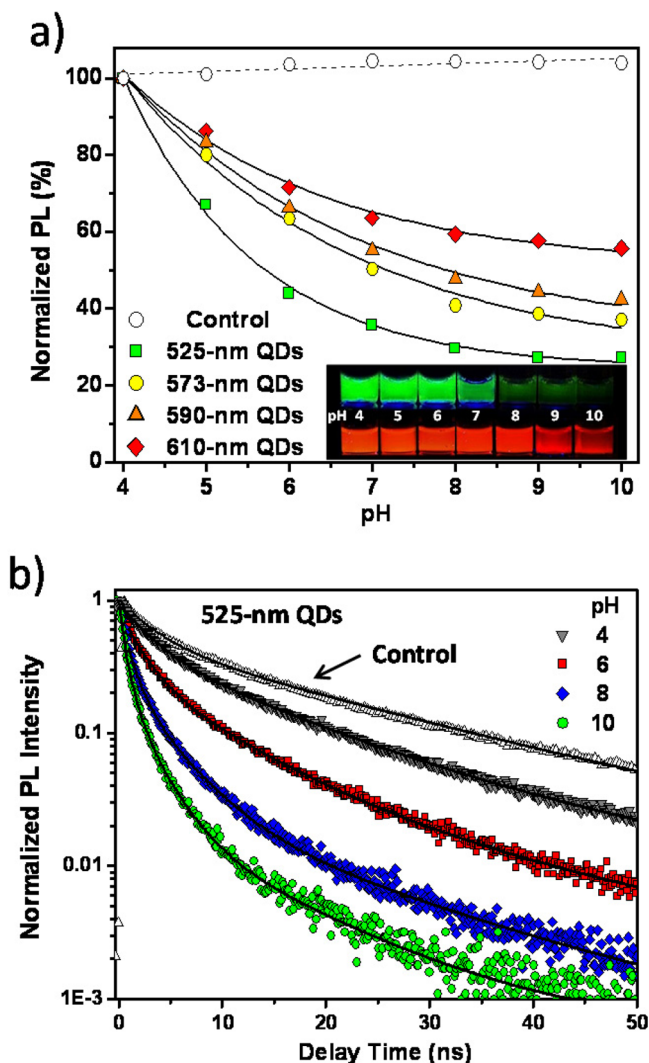 a)
Normalized PL (%)
100
80
60
40
20
0
Control
525-nm QDs
573-nm QDs
590-nm QDs
610-nm QDs
pH 4 5 6 7 8 9 10
4 5 6 7 8 9 10
pH
b)
Normalized PL Intensity
1
0.1
0.01
1E-3
525-nm QDs
Control
pH
4
6
8
10
0 10 20 30 40 50
Delay Time (ns)